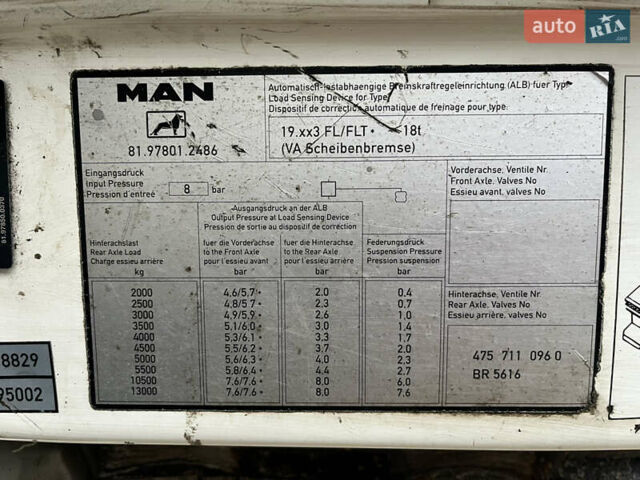 auto RIA.com
MAN
Automatisch-lastabhaengige Bremskraftregeleinrichtung (ALB) fuer Type
Load Sensing Device for Type
Dispositif de correction automatique de freinage pour type
81.97801.2486
19.xx3 FL/FLT • 18t
(VA Scheibenbremse)
Eingangsdruck
Input Pressure 8 bar
Pression d'entreé
Vorderachse, Ventile Nr.
Front Axle, Valves No
Essieu avant, valves No
Ausgangsdruck an der ALB
Output Pressure at Load Sensing Device
Pression de sortie au dispositif de correction
Hinterachslast fuer die Vorderachse fuer die Hinterachse Federungsdruck
Rear Axle Load to the Front Axle to the Rear Axle Suspension Pressure
Charge essieu arrière pour l'essieu avant pour l'essieu arrière Pression suspension
kg bar bar bar
2000 4.6/5.7 • 2.0 0.4
2500 4.8/5.7 • 2.3 0.7
3000 4.9/5.9 • 2.6 1.0
3500 5.1/6.0 • 3.0 1.4
4000 5.3/6.1 • 3.3 1.7
4500 5.5/6.2 • 3.7 2.0
5000 5.6/6.3 • 4.0 2.3
5500 5.8/6.4 • 4.4 2.7
10500 7.6/7.6 • 8.0 6.0
13000 7.6/7.6 • 8.0 7.6
Hinterachse, Ventile Nr.
Rear Axle, Valves No
Essieu arrière, valves No
475 711 096 0
BR 5616
81.97950.0370
8829
95002